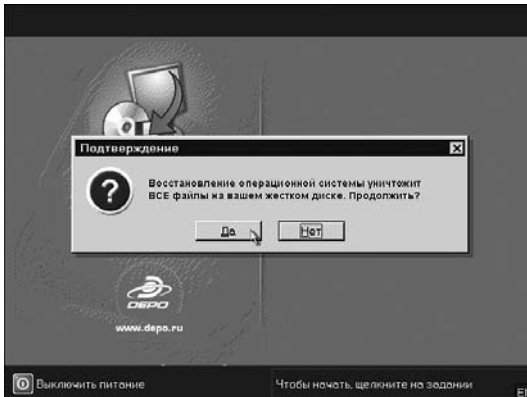 Подтверждение
Восстановление операционной системы уничтожит
ВСЕ файлы на вашем жестком диске. Продолжить?
Да
Нет
DEPO
www.depo.ru
Выключить питание
Чтобы начать, щелкните на задании